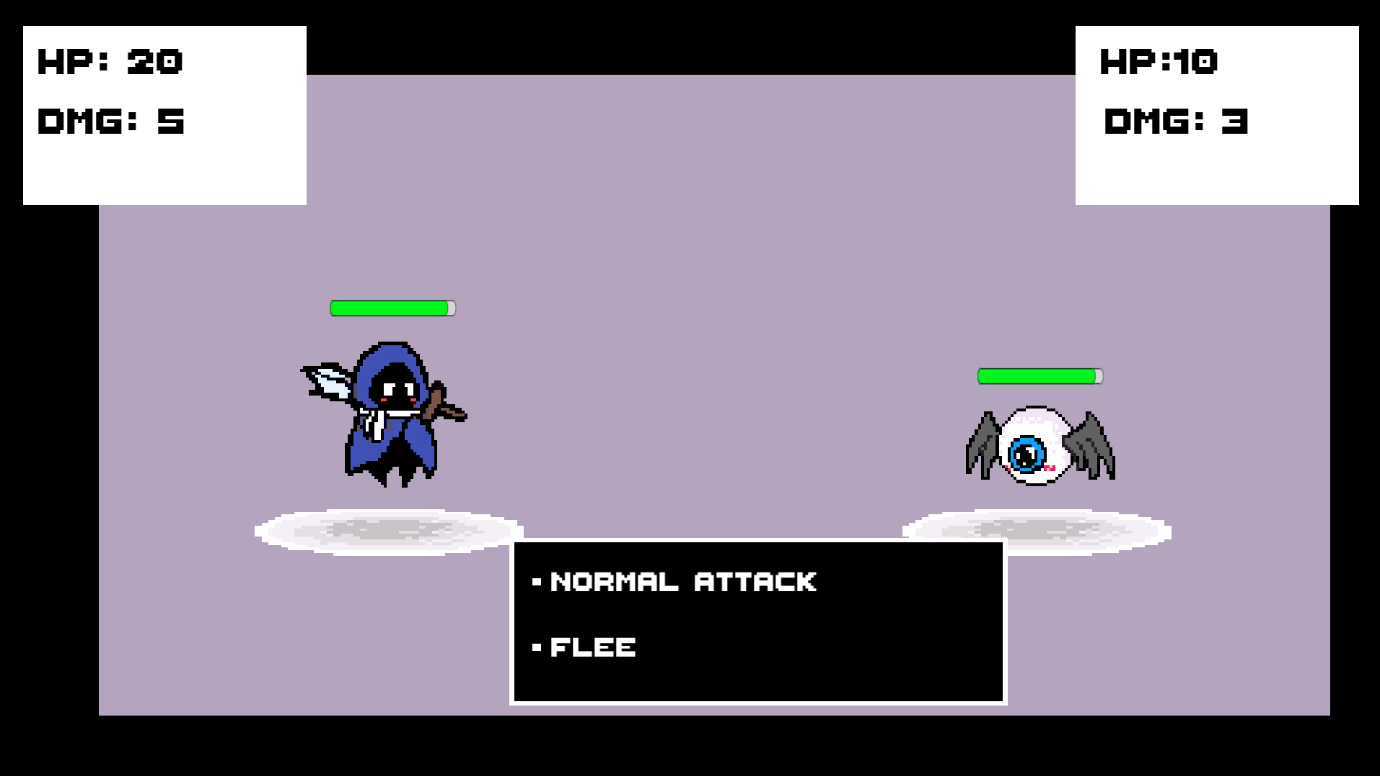 HP: 20
DMG: 5
HP:10
DMG: 3
▪ NORMAL ATTACK
▪ FLEE